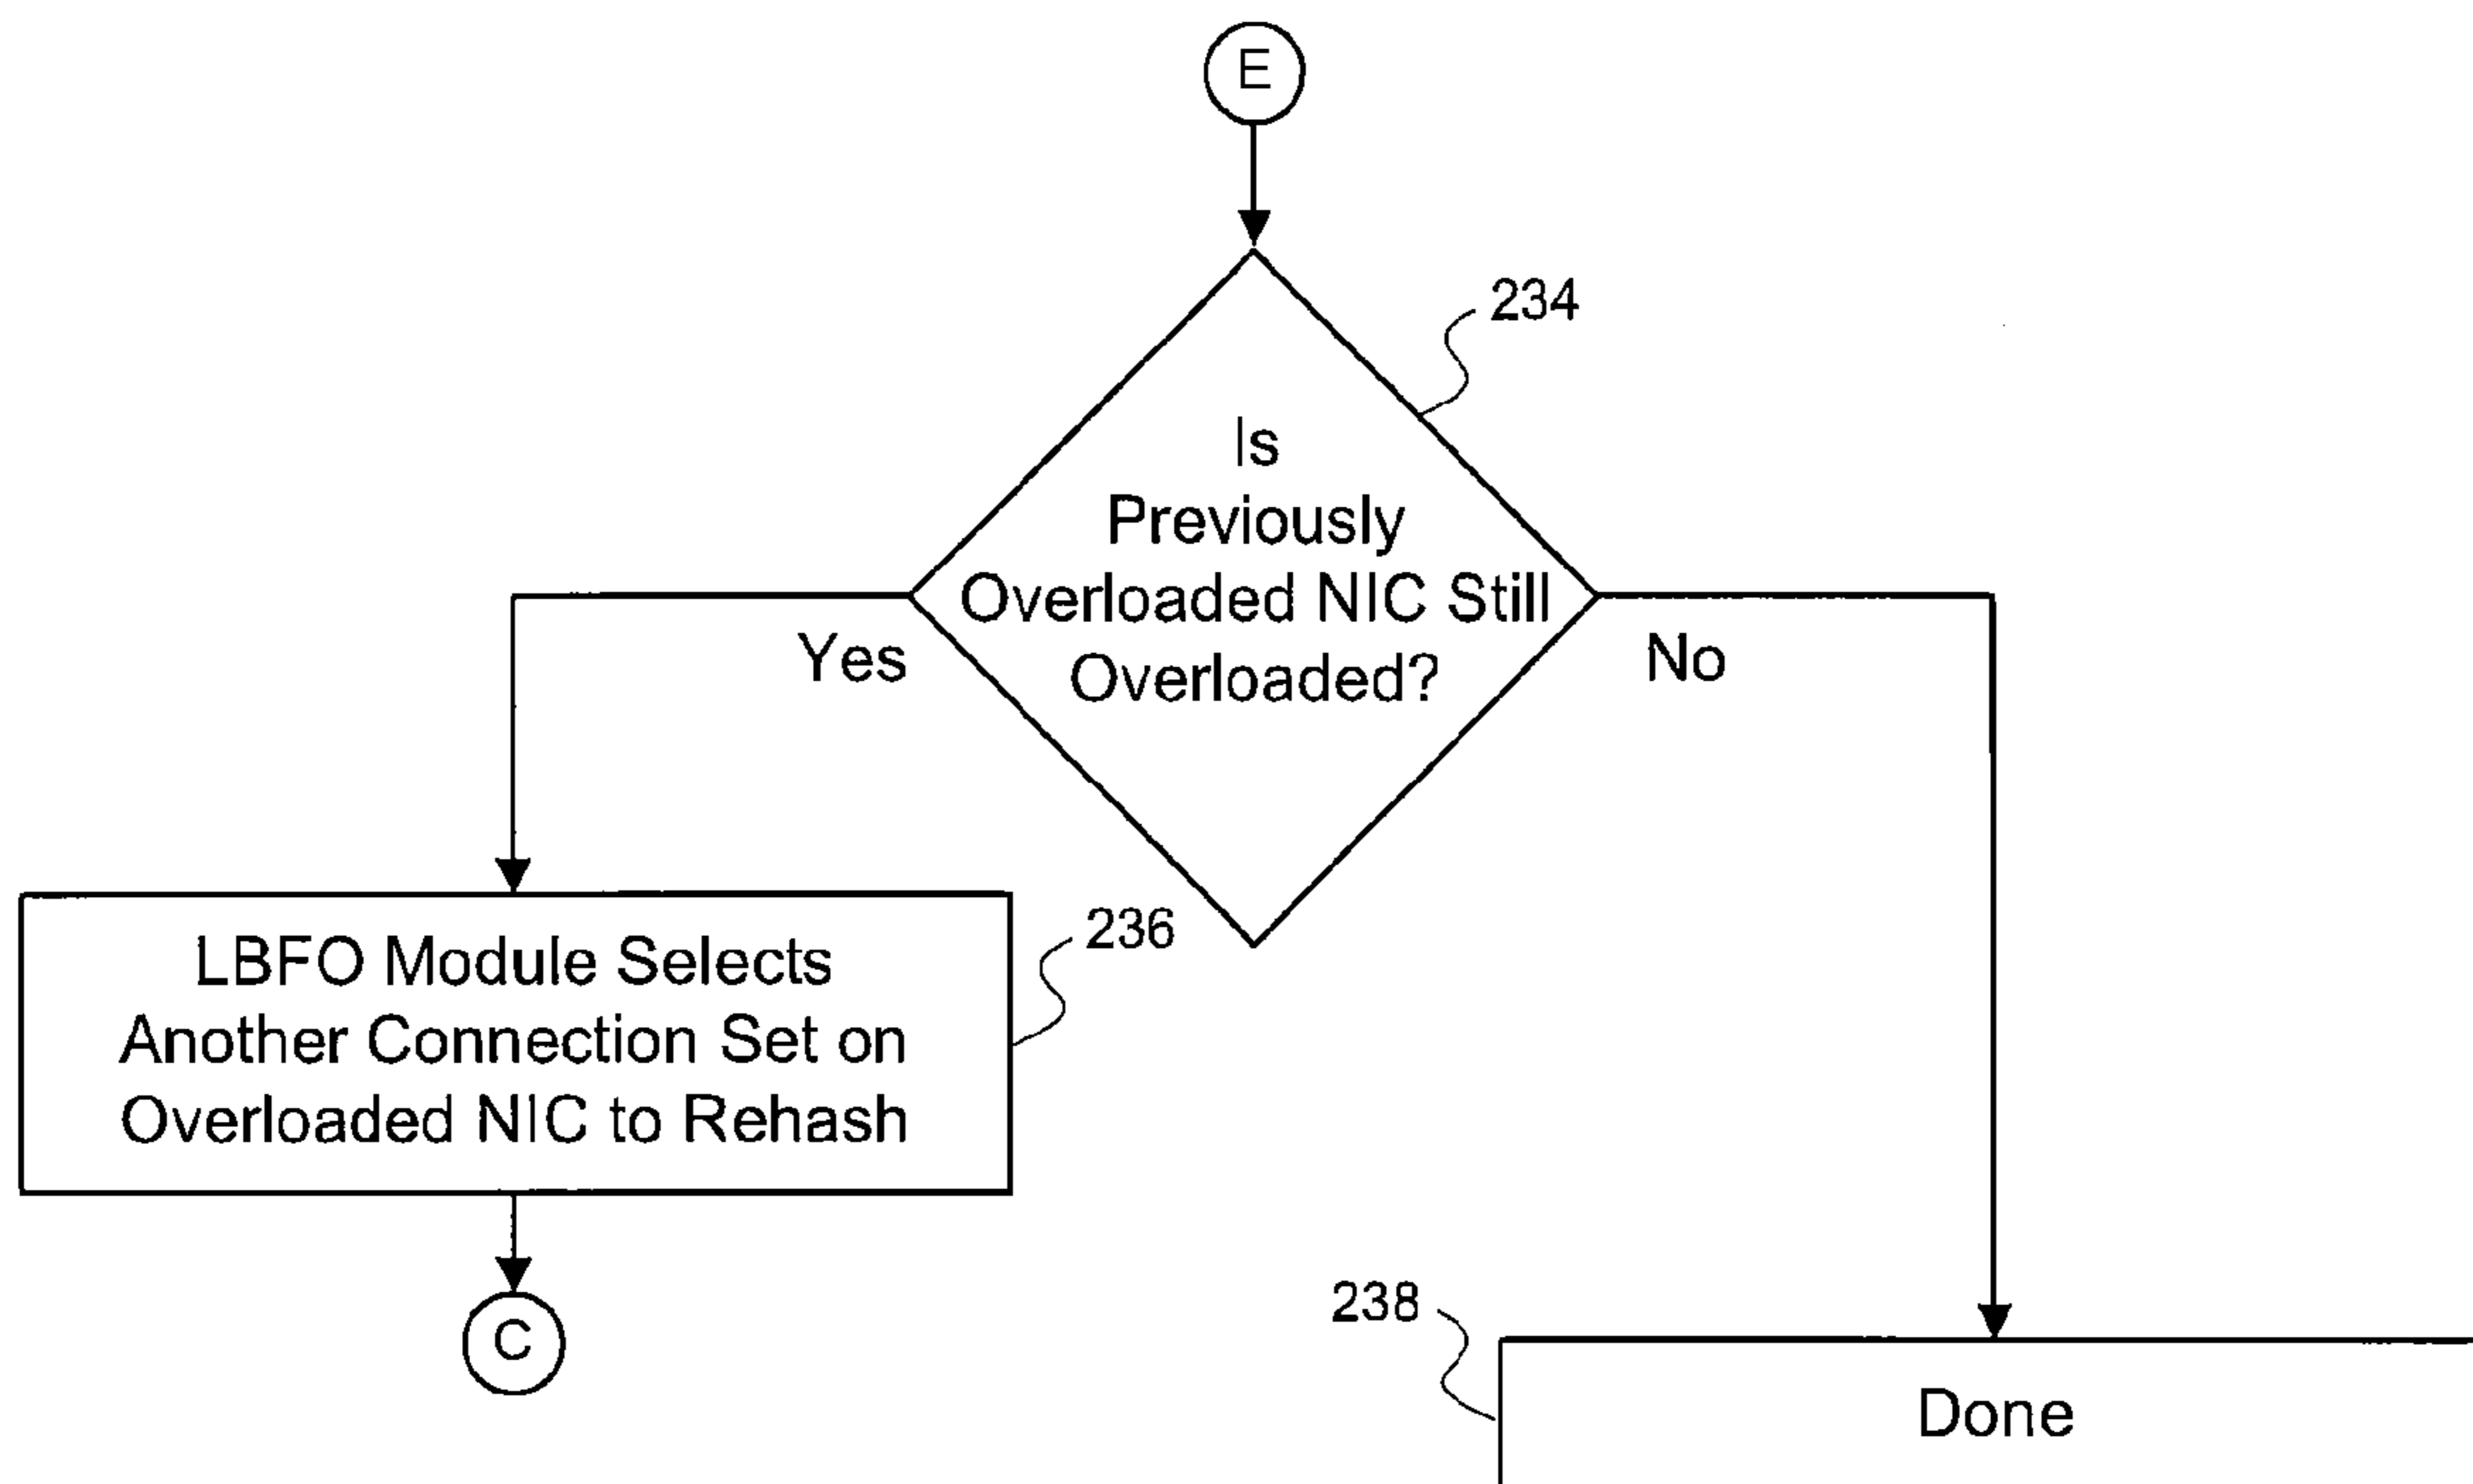 E
234
Is
Previously
Overloaded NIC Still
Overloaded?
Yes
No
236
LBFO Module Selects
Another Connection Set on
Overloaded NIC to Rehash
C
238
Done